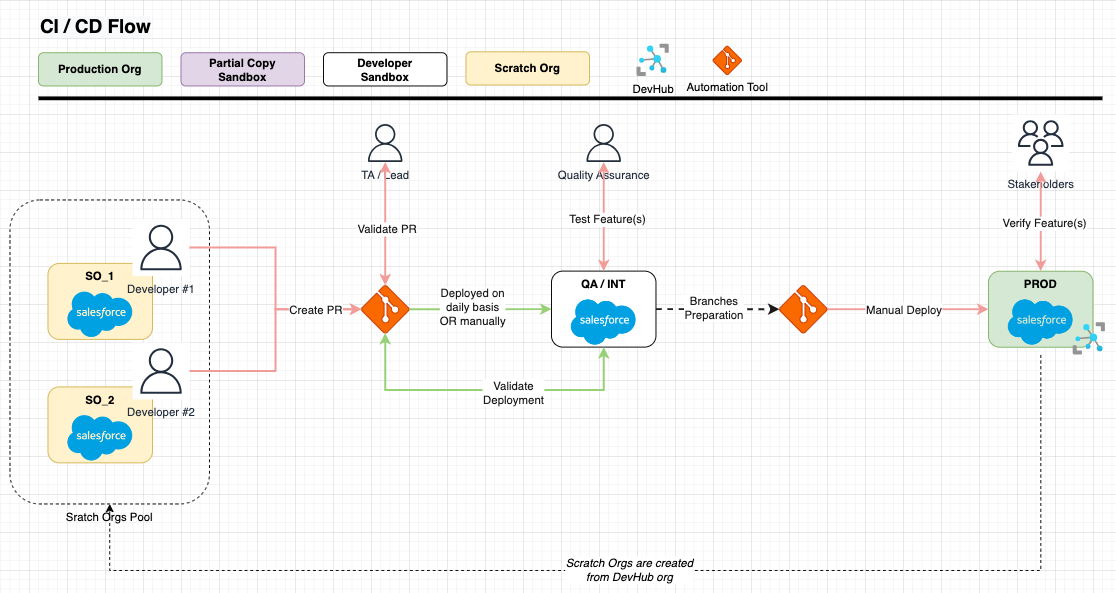 CI / CD Flow
Production Org
Partial Copy
Sandbox
Developer
Sandbox
Scratch Org
DevHub
Automation Tool
TA / Lead
Quality Assurance
Stakeholders
Validate PR
Test Feature(s)
Verify Feature(s)
Developer #1
SO_1
salesforce
Create PR
Deployed on
daily basis
OR manually
QA / INT
salesforce
Branches
Preparation
Manual Deploy
PROD
salesforce
Validate
Deployment
Developer #2
SO_2
salesforce
Sratch Orgs Pool
Scratch Orgs are created
from DevHub org